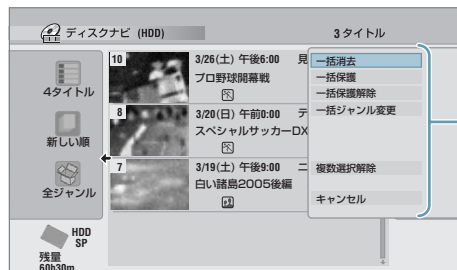 ディスクナビ (HDD)
3タイトル
4タイトル
新しい順
全ジャンル
HDD
SP
残量
60h30m
10
3/26(土) 午後6:00 見
プロ野球開幕戦
8
3/20(日) 午前0:00 デ
スペシャルサッカーDX
7
3/19(土) 午後9:00 二
白い諸島2005後編
一括消去
一括保護
一括保護解除
一括ジャンル変更
複数選択解除
キャンセル